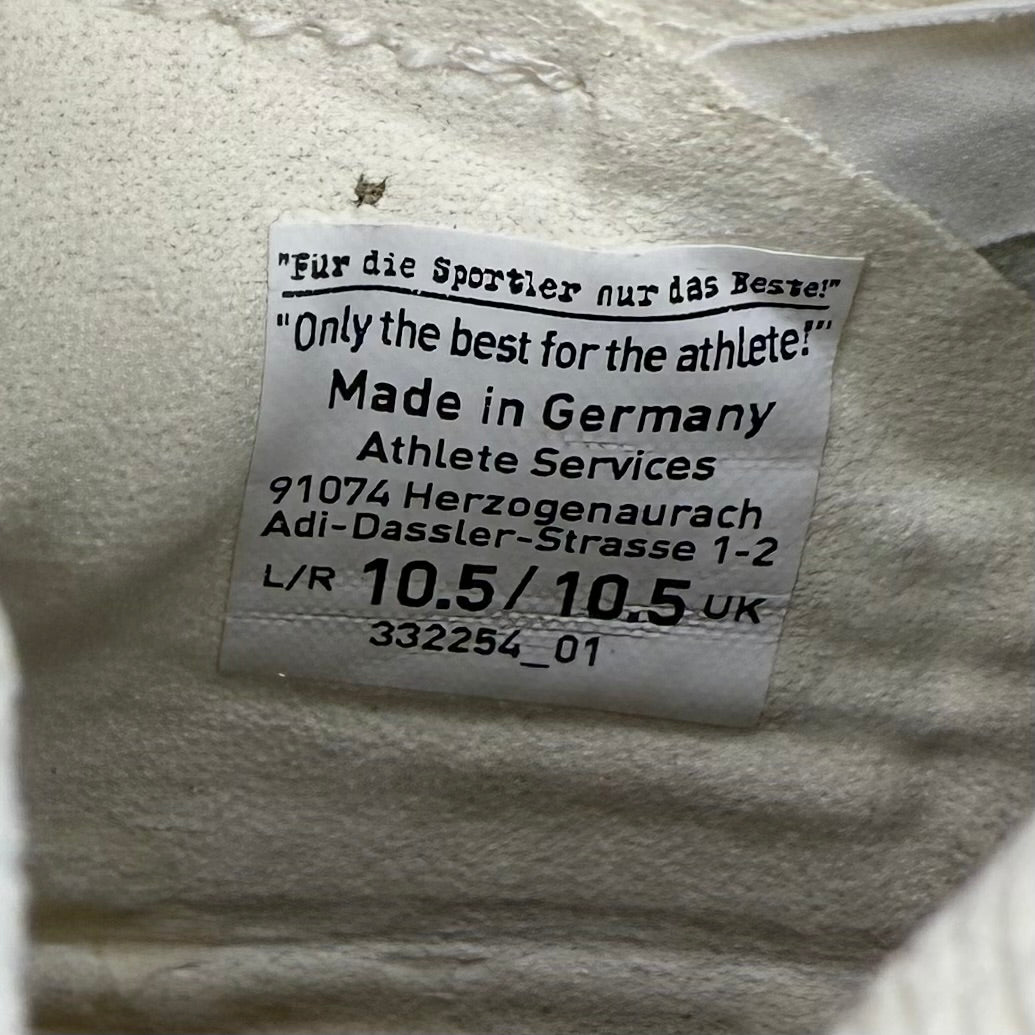 "Für die Sportler nur das Beste!"
"Only the best for the athlete!"
Made in Germany
Athlete Services
91074 Herzogenaurach
Adi-Dassler-Strasse 1-2
L/R 10.5/10.5 UK
332254_01